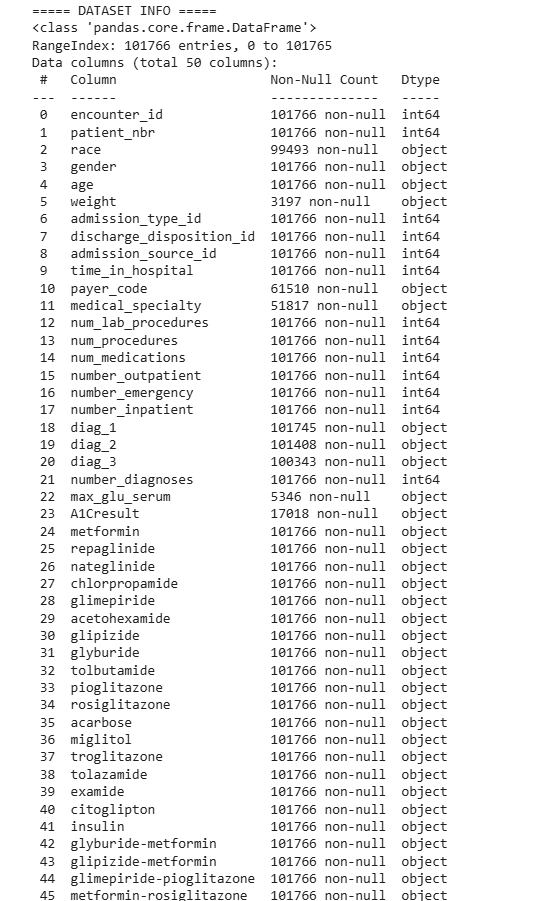 ===== DATASET INFO =====
<class 'pandas.core.frame.DataFrame'>
RangeIndex: 101766 entries, 0 to 101765
Data columns (total 50 columns):
 #   Column                    Non-Null Count   Dtype
---  ------                    --------------   -----
 0   encounter_id              101766 non-null  int64
 1   patient_nbr               101766 non-null  int64
 2   race                      99493 non-null   object
 3   gender                    101766 non-null  object
 4   age                       101766 non-null  object
 5   weight                    3197 non-null    object
 6   admission_type_id         101766 non-null  int64
 7   discharge_disposition_id  101766 non-null  int64
 8   admission_source_id       101766 non-null  int64
 9   time_in_hospital          101766 non-null  int64
 10  payer_code                61510 non-null   object
 11  medical_specialty         51817 non-null   object
 12  num_lab_procedures        101766 non-null  int64
 13  num_procedures            101766 non-null  int64
 14  num_medications           101766 non-null  int64
 15  number_outpatient         101766 non-null  int64
 16  number_emergency          101766 non-null  int64
 17  number_inpatient          101766 non-null  int64
 18  diag_1                    101745 non-null  object
 19  diag_2                    101408 non-null  object
 20  diag_3                    100343 non-null  object
 21  number_diagnoses          101766 non-null  int64
 22  max_glu_serum             5346 non-null    object
 23  A1Cresult                 17018 non-null   object
 24  metformin                 101766 non-null  object
 25  repaglinide               101766 non-null  object
 26  nateglinide               101766 non-null  object
 27  chlorpropamide            101766 non-null  object
 28  glimepiride               101766 non-null  object
 29  acetohexamide             101766 non-null  object
 30  glipizide                 101766 non-null  object
 31  glyburide                 101766 non-null  object
 32  tolbutamide               101766 non-null  object
 33  pioglitazone              101766 non-null  object
 34  rosiglitazone             101766 non-null  object
 35  acarbose                  101766 non-null  object
 36  miglitol                  101766 non-null  object
 37  troglitazone              101766 non-null  object
 38  tolazamide                101766 non-null  object
 39  examide                   101766 non-null  object
 40  citoglipton               101766 non-null  object
 41  insulin                   101766 non-null  object
 42  glyburide-metformin       101766 non-null  object
 43  glipizide-metformin       101766 non-null  object
 44  glimepiride-pioglitazone  101766 non-null  object
 45  metformin-rosiglitazone   101766 non-null  object